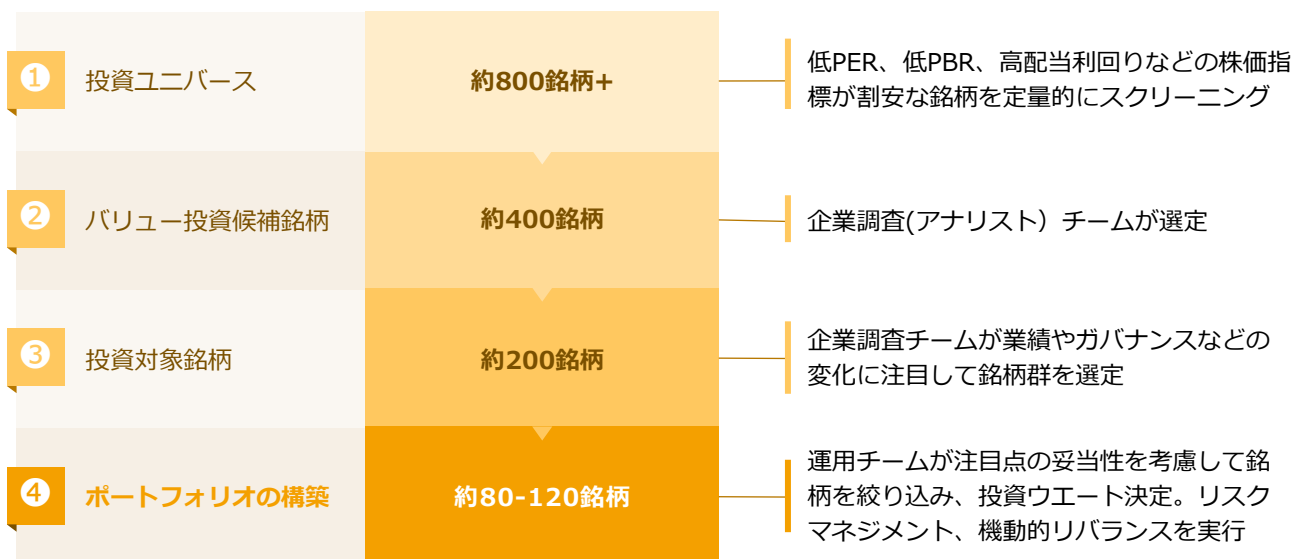 ❶
投資ユニバース
約800銘柄+
低PER、低PBR、高配当利回りなどの株価指
標が割安な銘柄を定量的にスクリーニング
❷
バリュー投資候補銘柄
約400銘柄
企業調査(アナリスト）チームが選定
❸
投資対象銘柄
約200銘柄
企業調査チームが業績やガバナンスなどの
変化に注目して銘柄群を選定
❹
ポートフォリオの構築
約80-120銘柄
運用チームが注目点の妥当性を考慮して銘
柄を絞り込み、投資ウエート決定。リスク
マネジメント、機動的リバランスを実行